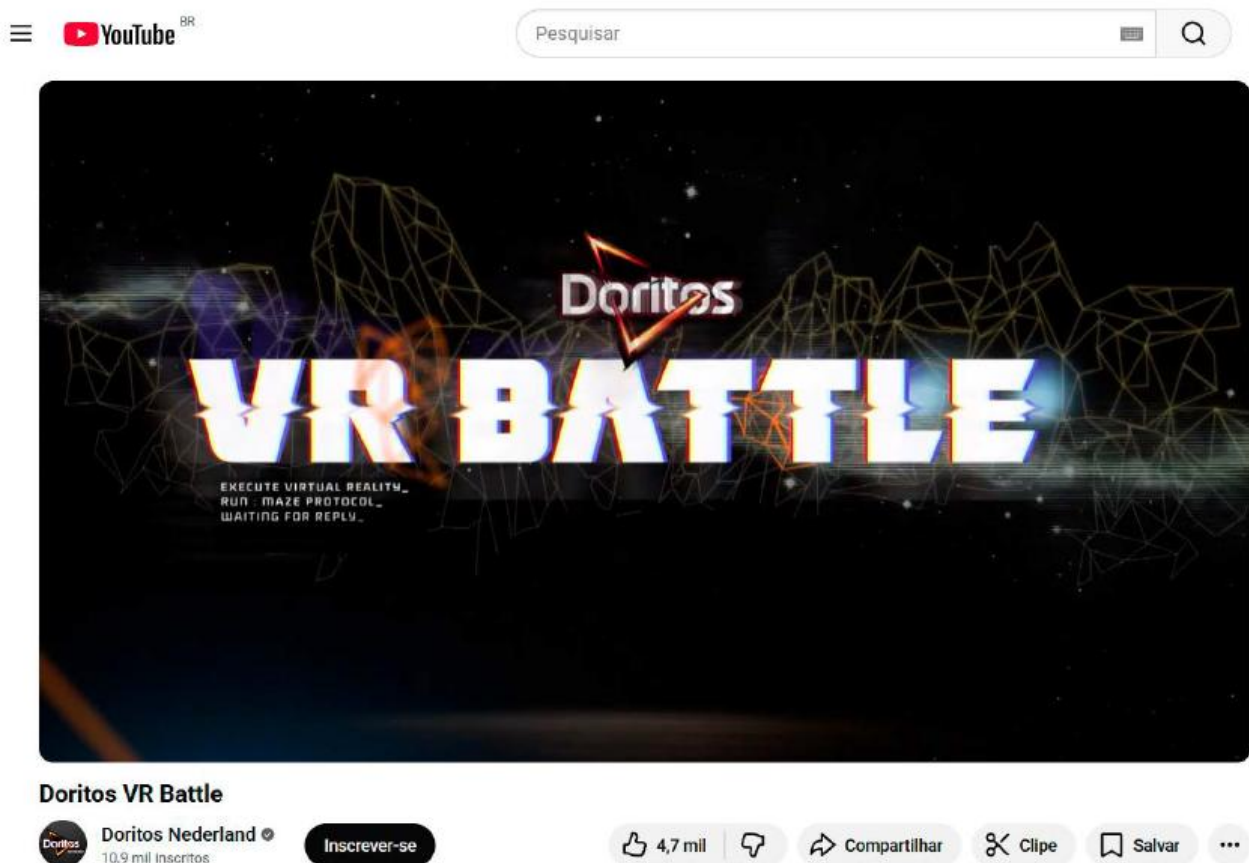 YouTube BR
Pesquisar
Doritos
VR BATTLE
EXECUTE VIRTUAL REALITY_
RUN : MAZE PROTOCOL_
WAITING FOR REPLY_
Doritos VR Battle
Doritos
Doritos Nederland
10,9 mil inscritos
Inscrever-se
4,7 mil
Compartilhar
Clipe
Salvar